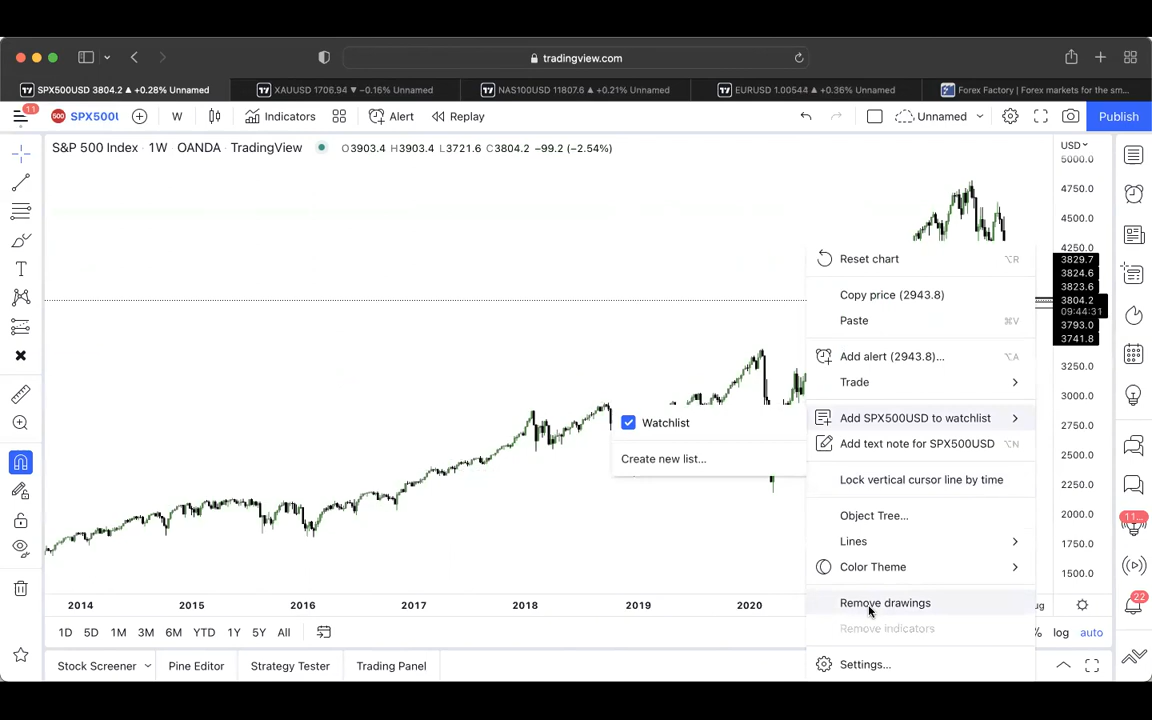 tradingview.com
SPX500USD 3804.2 ▲ +0.28% Unnamed
XAUUSD 1706.94 ▼ −0.16% Unnamed
NAS100USD 11807.6 ▲ +0.21% Unnamed
EURUSD 1.00544 ▲ +0.36% Unnamed
Forex Factory | Forex markets for the sm...
11
500
SPX500U
W
Indicators
Alert
Replay
Unnamed
Publish
S&P 500 Index · 1W · OANDA · TradingView
O3903.4 H3903.4 L3721.6 C3804.2 −99.2 (−2.54%)
USD
5000.0
4750.0
4500.0
4250.0
3829.7
3824.6
3823.6
3804.2
09:44:31
3793.0
3741.8
3250.0
3000.0
2750.0
2500.0
2250.0
2000.0
1750.0
1500.0
Reset chart ⌥R
Copy price (2943.8)
Paste ⌘V
Add alert (2943.8)... ⌥A
Trade
Add SPX500USD to watchlist
Add text note for SPX500USD ⌥N
Lock vertical cursor line by time
Object Tree...
Lines
Color Theme
Remove drawings
Remove indicators
Settings...
Watchlist
Create new list...
2014 2015 2016 2017 2018 2019 2020 ug
1D 5D 1M 3M 6M YTD 1Y 5Y All
% log auto
Stock Screener
Pine Editor
Strategy Tester
Trading Panel
11...
22